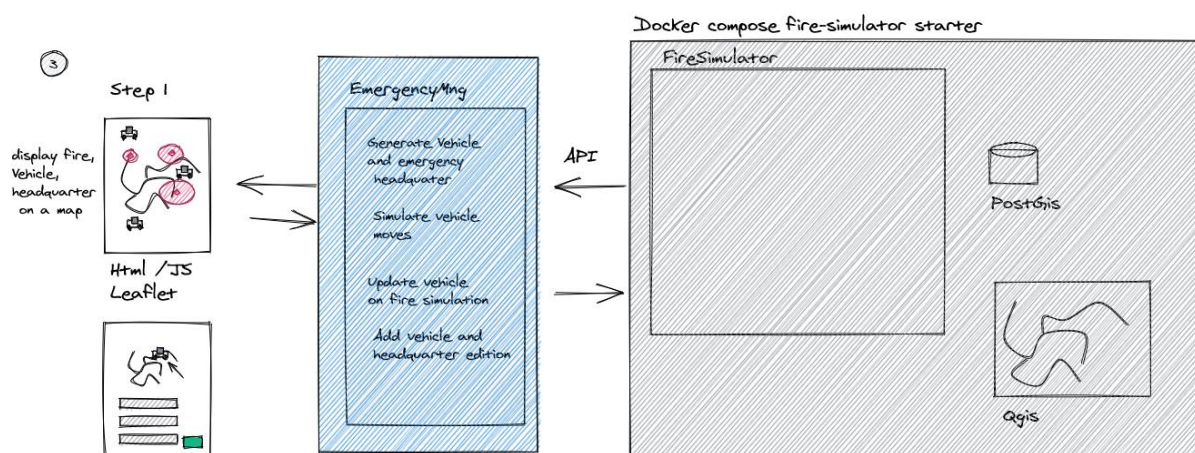 Docker compose fire-simulator starter
3
Step 1
display fire,
Vehicle,
headquarter
on a map
Html / JS
Leaflet
EmergencyMng
Generate Vehicle
and emergency
headquater
Simulate vehicle
moves
Update vehicle
on fire simulation
Add vehicle and
headquarter edition
API
FireSimulator
PostGis
Qgis